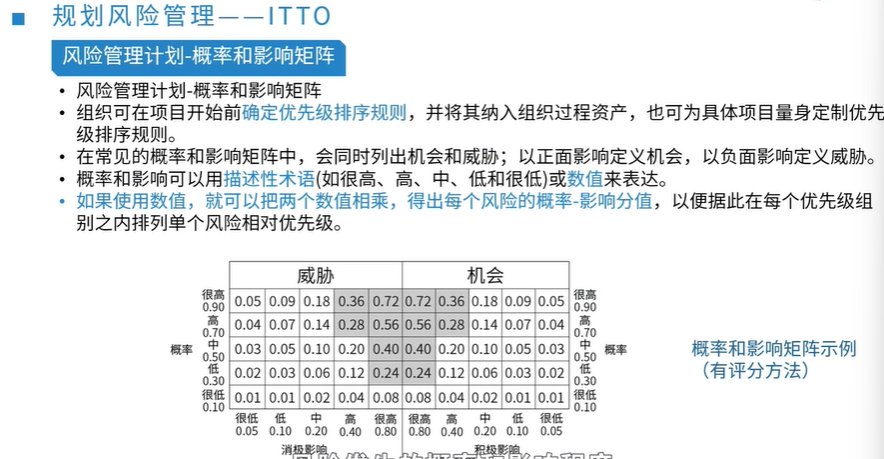 规划风险管理——ITTO
风险管理计划-概率和影响矩阵
• 风险管理计划-概率和影响矩阵
• 组织可在项目开始前确定优先级排序规则，并将其纳入组织过程资产，也可为具体项目量身定制优先
级排序规则。
• 在常见的概率和影响矩阵中，会同时列出机会和威胁；以正面影响定义机会，以负面影响定义威胁。
• 概率和影响可以用描述性术语(如很高、高、中、低和很低)或数值来表达。
• 如果使用数值，就可以把两个数值相乘，得出每个风险的概率-影响分值，以便据此在每个优先级组
别之内排列单个风险相对优先级。
威胁 机会
很高 0.90 0.05 0.09 0.18 0.36 0.72 0.72 0.36 0.18 0.09 0.05 很高 0.90
高 0.70 0.04 0.07 0.14 0.28 0.56 0.56 0.28 0.14 0.07 0.04 高 0.70
概率 中 0.50 0.03 0.05 0.10 0.20 0.40 0.40 0.20 0.10 0.05 0.03 中 0.50 概率
低 0.30 0.02 0.03 0.06 0.12 0.24 0.24 0.12 0.06 0.03 0.02 低 0.30
很低 0.10 0.01 0.01 0.02 0.04 0.08 0.08 0.04 0.02 0.01 0.01 很低 0.10
很低 低 中 高 很高 很高 高 中 低 很低
0.05 0.10 0.20 0.40 0.80 0.80 0.40 0.20 0.10 0.05
消极影响 积极影响
概率和影响矩阵示例
（有评分方法）